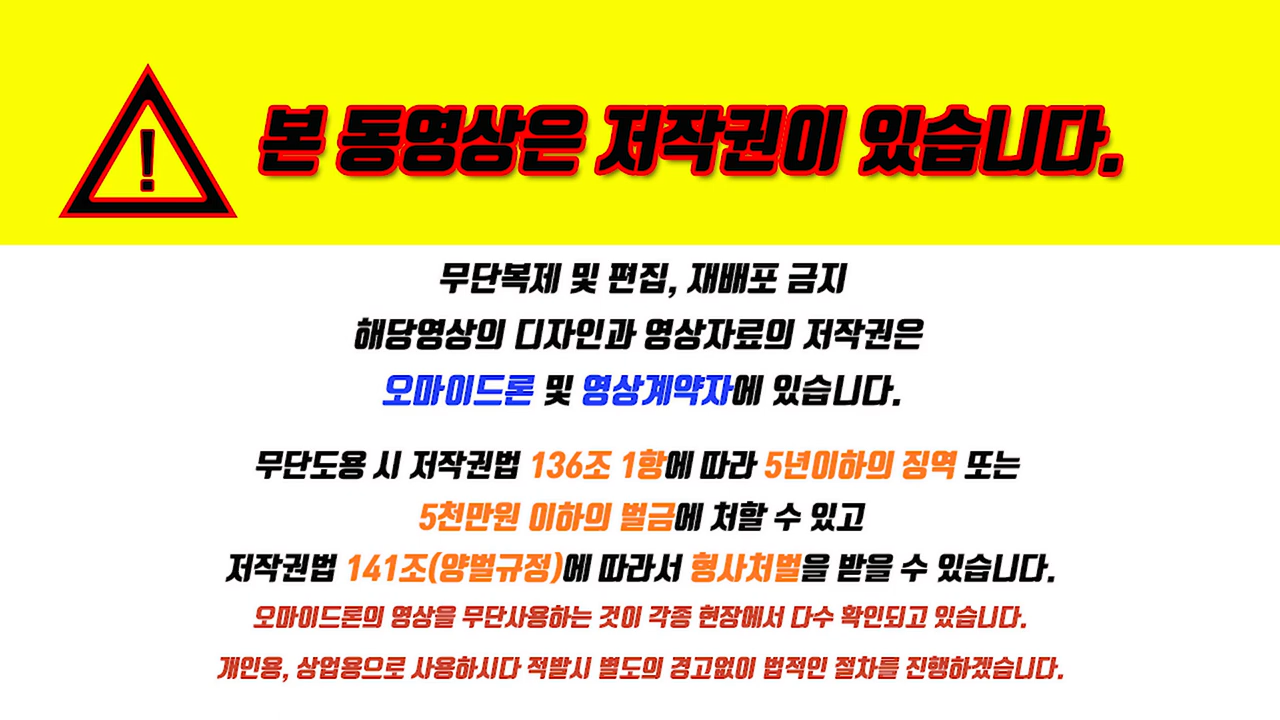 본 동영상은 저작권이 있습니다.
무단복제 및 편집, 재배포 금지
해당영상의 디자인과 영상자료의 저작권은
오마이드론 및 영상계약자에 있습니다.
무단도용 시 저작권법 136조 1항에 따라 5년이하의 징역 또는
5천만원 이하의 벌금에 처할 수 있고
저작권법 141조(양벌규정)에 따라서 형사처벌을 받을 수 있습니다.
오마이드론의 영상을 무단사용하는 것이 각종 현장에서 다수 확인되고 있습니다.
개인용, 상업용으로 사용하시다 적발시 별도의 경고없이 법적인 절차를 진행하겠습니다.